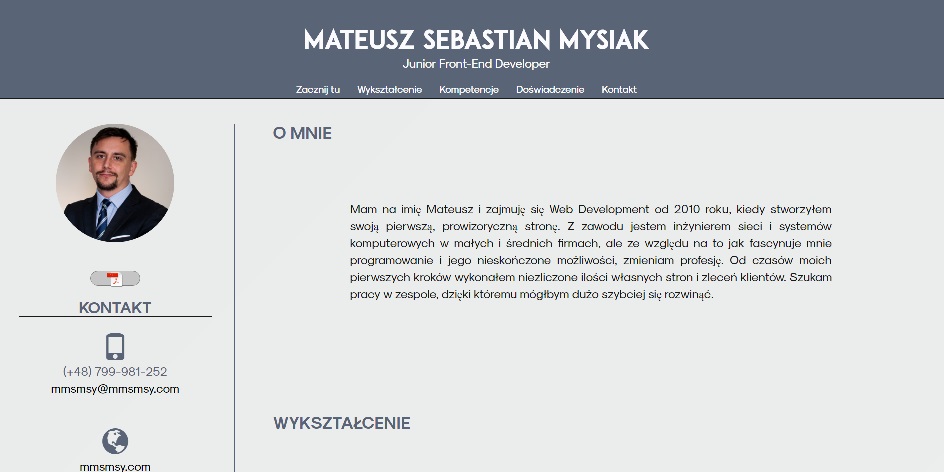 MATEUSZ SEBASTIAN MYSIAK
Junior Front-End Developer
Zacznij tu Wykształcenie Kompetencje Doświadczenie Kontakt
KONTAKT
(+48) 799-981-252
mmsmsy@mmsmsy.com
mmsmsy.com
O MNIE
Mam na imię Mateusz i zajmuję się Web Development od 2010 roku, kiedy stworzyłem
swoją pierwszą, prowizoryczną stronę. Z zawodu jestem inżynierem sieci i systemów
komputerowych w małych i średnich firmach, ale ze względu na to jak fascynuje mnie
programowanie i jego nieskończone możliwości, zmieniam profesję. Od czasów moich
pierwszych kroków wykonałem niezliczone ilości własnych stron i zleceń klientów. Szukam
pracy w zespole, dzięki któremu mógłbym dużo szybciej się rozwinąć.
WYKSZTAŁCENIE